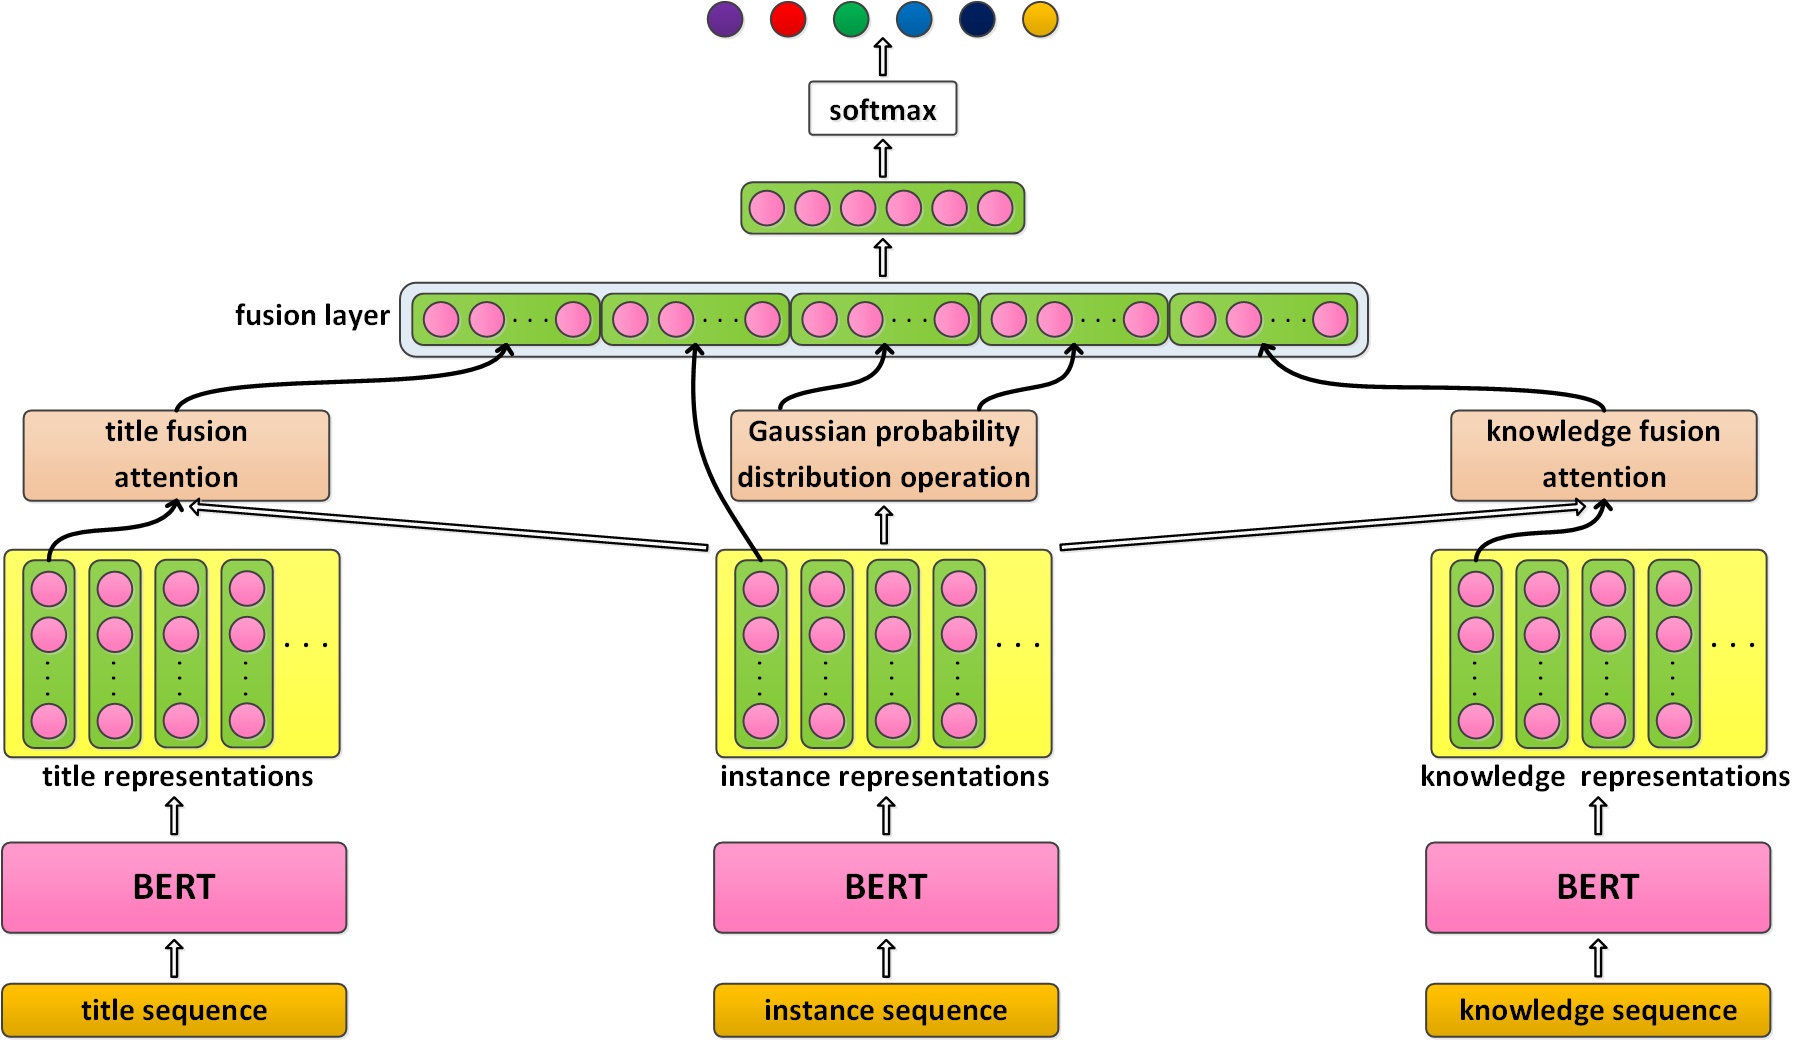 softmax
fusion layer
title fusion
attention
Gaussian probability
distribution operation
knowledge fusion
attention
title representations
instance representations
knowledge representations
BERT
BERT
BERT
title sequence
instance sequence
knowledge sequence